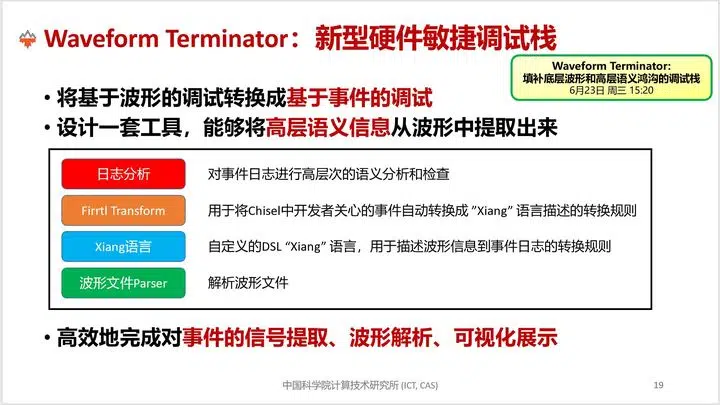 Waveform Terminator：新型硬件敏捷调试栈
Waveform Terminator:
填补底层波形和高层语义鸿沟的调试栈
6月23日 周三 15:20
• 将基于波形的调试转换成基于事件的调试
• 设计一套工具，能够将高层语义信息从波形中提取出来
日志分析 对事件日志进行高层次的语义分析和检查
Firrtl Transform 用于将Chisel中开发者关心的事件自动转换成 ”Xiang” 语言描述的转换规则
Xiang语言 自定义的DSL “Xiang” 语言，用于描述波形信息到事件日志的转换规则
波形文件Parser 解析波形文件
• 高效地完成对事件的信号提取、波形解析、可视化展示
中国科学院计算技术研究所 (ICT, CAS)
19